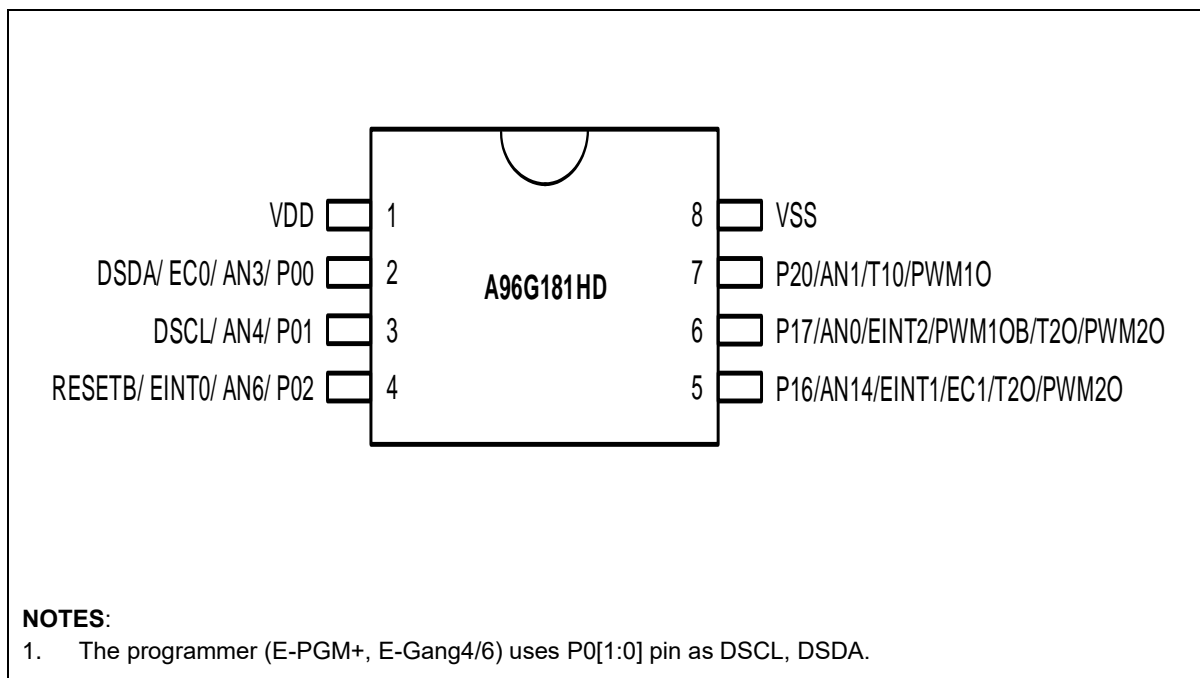 VDD 1 8 VSS
DSDA/ EC0/ AN3/ P00 2 7 P20/AN1/T10/PWM1O
A96G181HD
DSCL/ AN4/ P01 3 6 P17/AN0/EINT2/PWM1OB/T2O/PWM2O
RESETB/ EINT0/ AN6/ P02 4 5 P16/AN14/EINT1/EC1/T2O/PWM2O
NOTES:
1. The programmer (E-PGM+, E-Gang4/6) uses P0[1:0] pin as DSCL, DSDA.